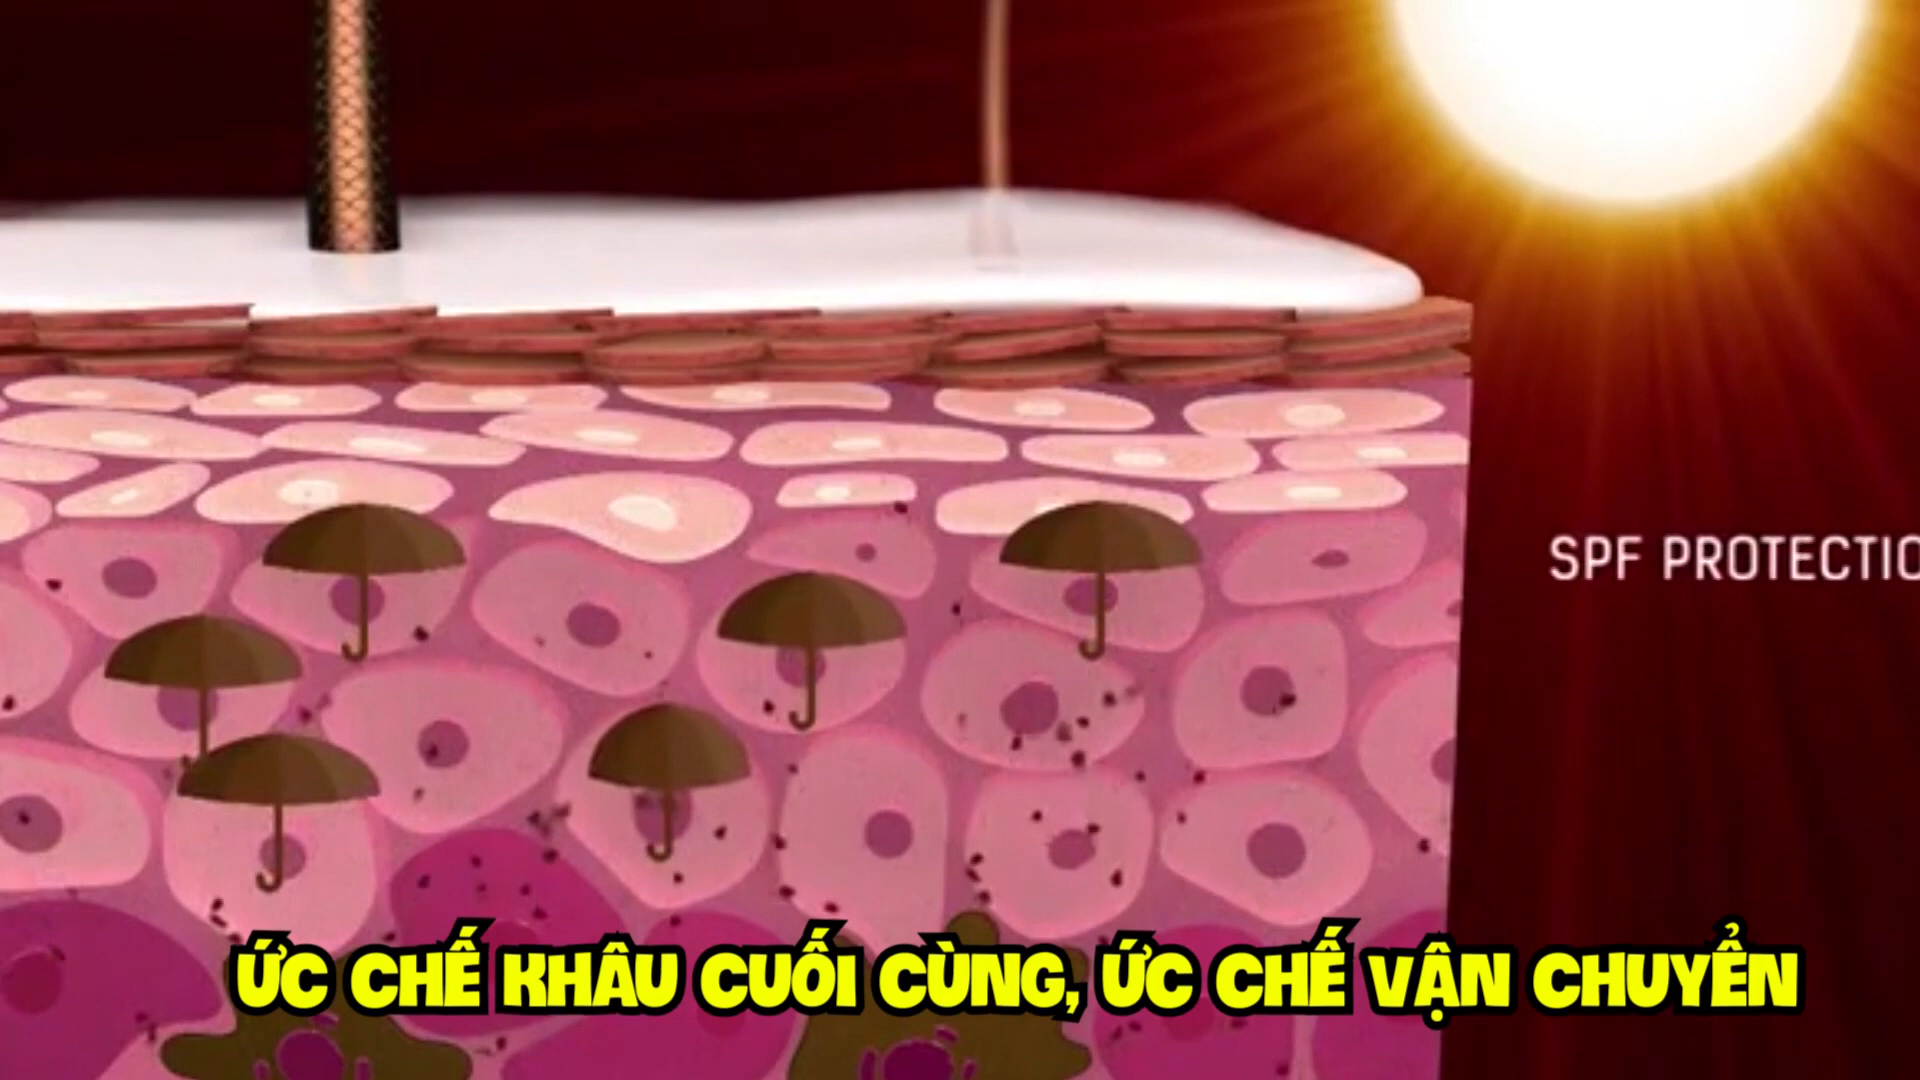 SPF PROTECTIO
ỨC CHẾ KHÂU CUỐI CÙNG, ỨC CHẾ VẬN CHUYỂN